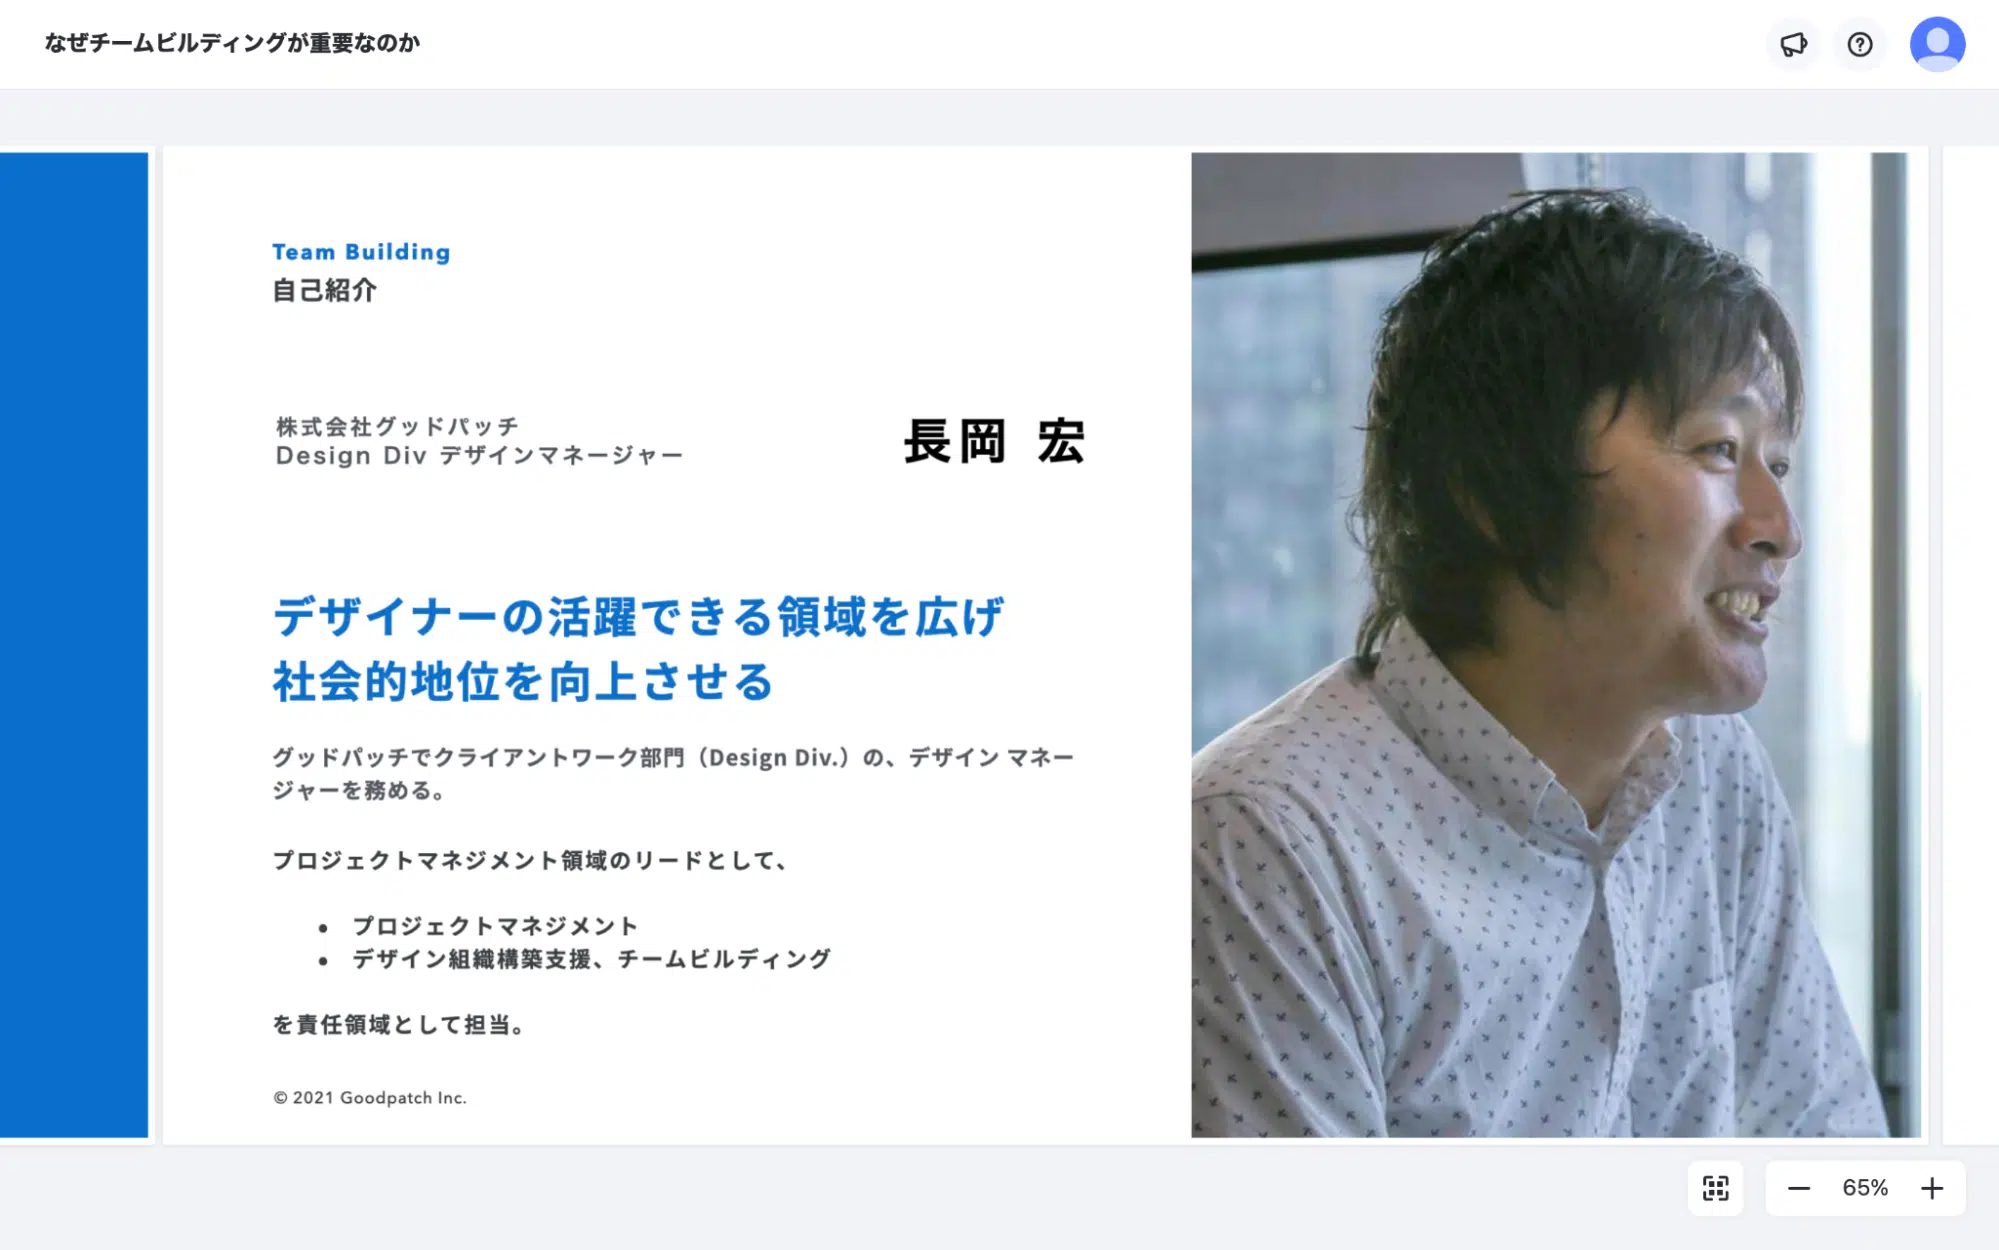 なぜチームビルディングが重要なのか
Team Building
自己紹介
株式会社グッドパッチ
Design Div デザインマネージャー
長岡 宏
デザイナーの活躍できる領域を広げ
社会的地位を向上させる
グッドパッチでクライアントワーク部門（Design Div.）の、デザイン マネー
ジャーを務める。
プロジェクトマネジメント領域のリードとして、
• プロジェクトマネジメント
• デザイン組織構築支援、チームビルディング
を責任領域として担当。
© 2021 Goodpatch Inc.
65%